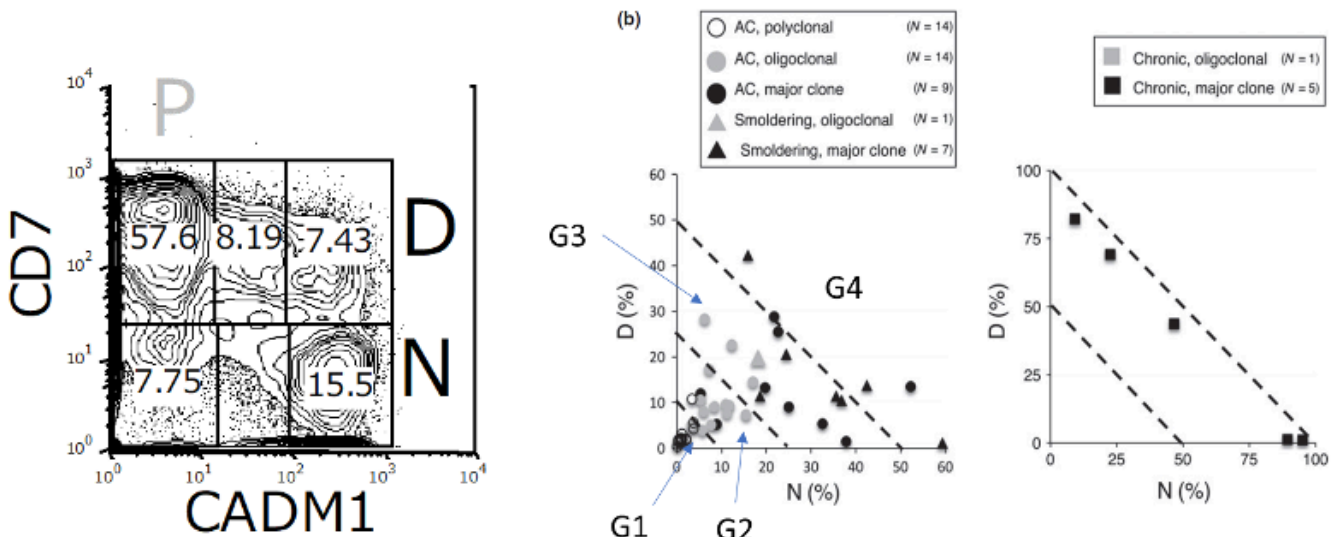 P
CD7
10^4
10^3
10^2
10^1
10^0
57.6 8.19 7.43
7.75 15.5
D
N
10^0 10^1 10^2 10^3 10^4
CADM1
(b)
AC, polyclonal (N = 14)
AC, oligoclonal (N = 14)
AC, major clone (N = 9)
Smoldering, oligoclonal (N = 1)
Smoldering, major clone (N = 7)
D (%)
60
50
40
30
20
10
0
0 10 20 30 40 50 60
N (%)
G3
G4
G1
G2
Chronic, oligoclonal (N = 1)
Chronic, major clone (N = 5)
D (%)
100
75
50
25
0
0 25 50 75 100
N (%)